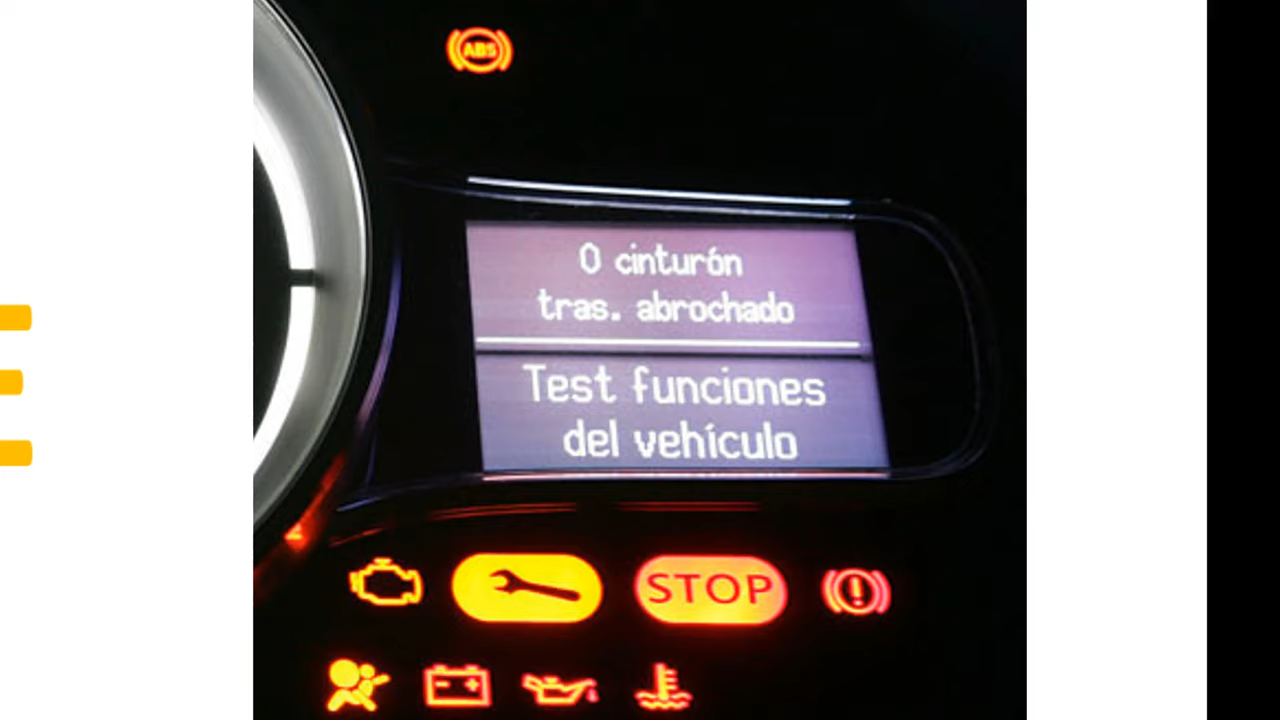 ABS
0 cinturón
tras. abrochado
Test funciones
del vehículo
STOP